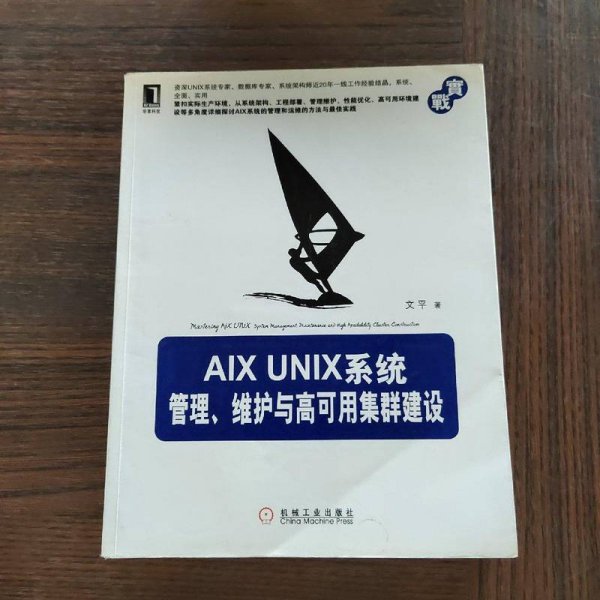 华章科技
资深UNIX系统专家、数据库专家、系统架构师近20年一线工作经验结晶，系统、
全面、实用
紧扣实际生产环境，从系统架构、工程部署、管理维护、性能优化、高可用环境建
设等多角度详细探讨AIX系统的管理和运维的方法与最佳实践
實戰
文平 著
Mastering AIX UNIX System Management Maintenance and High Availability Cluster Construction
AIX UNIX系统
管理、维护与高可用集群建设
机械工业出版社
China Machine Press